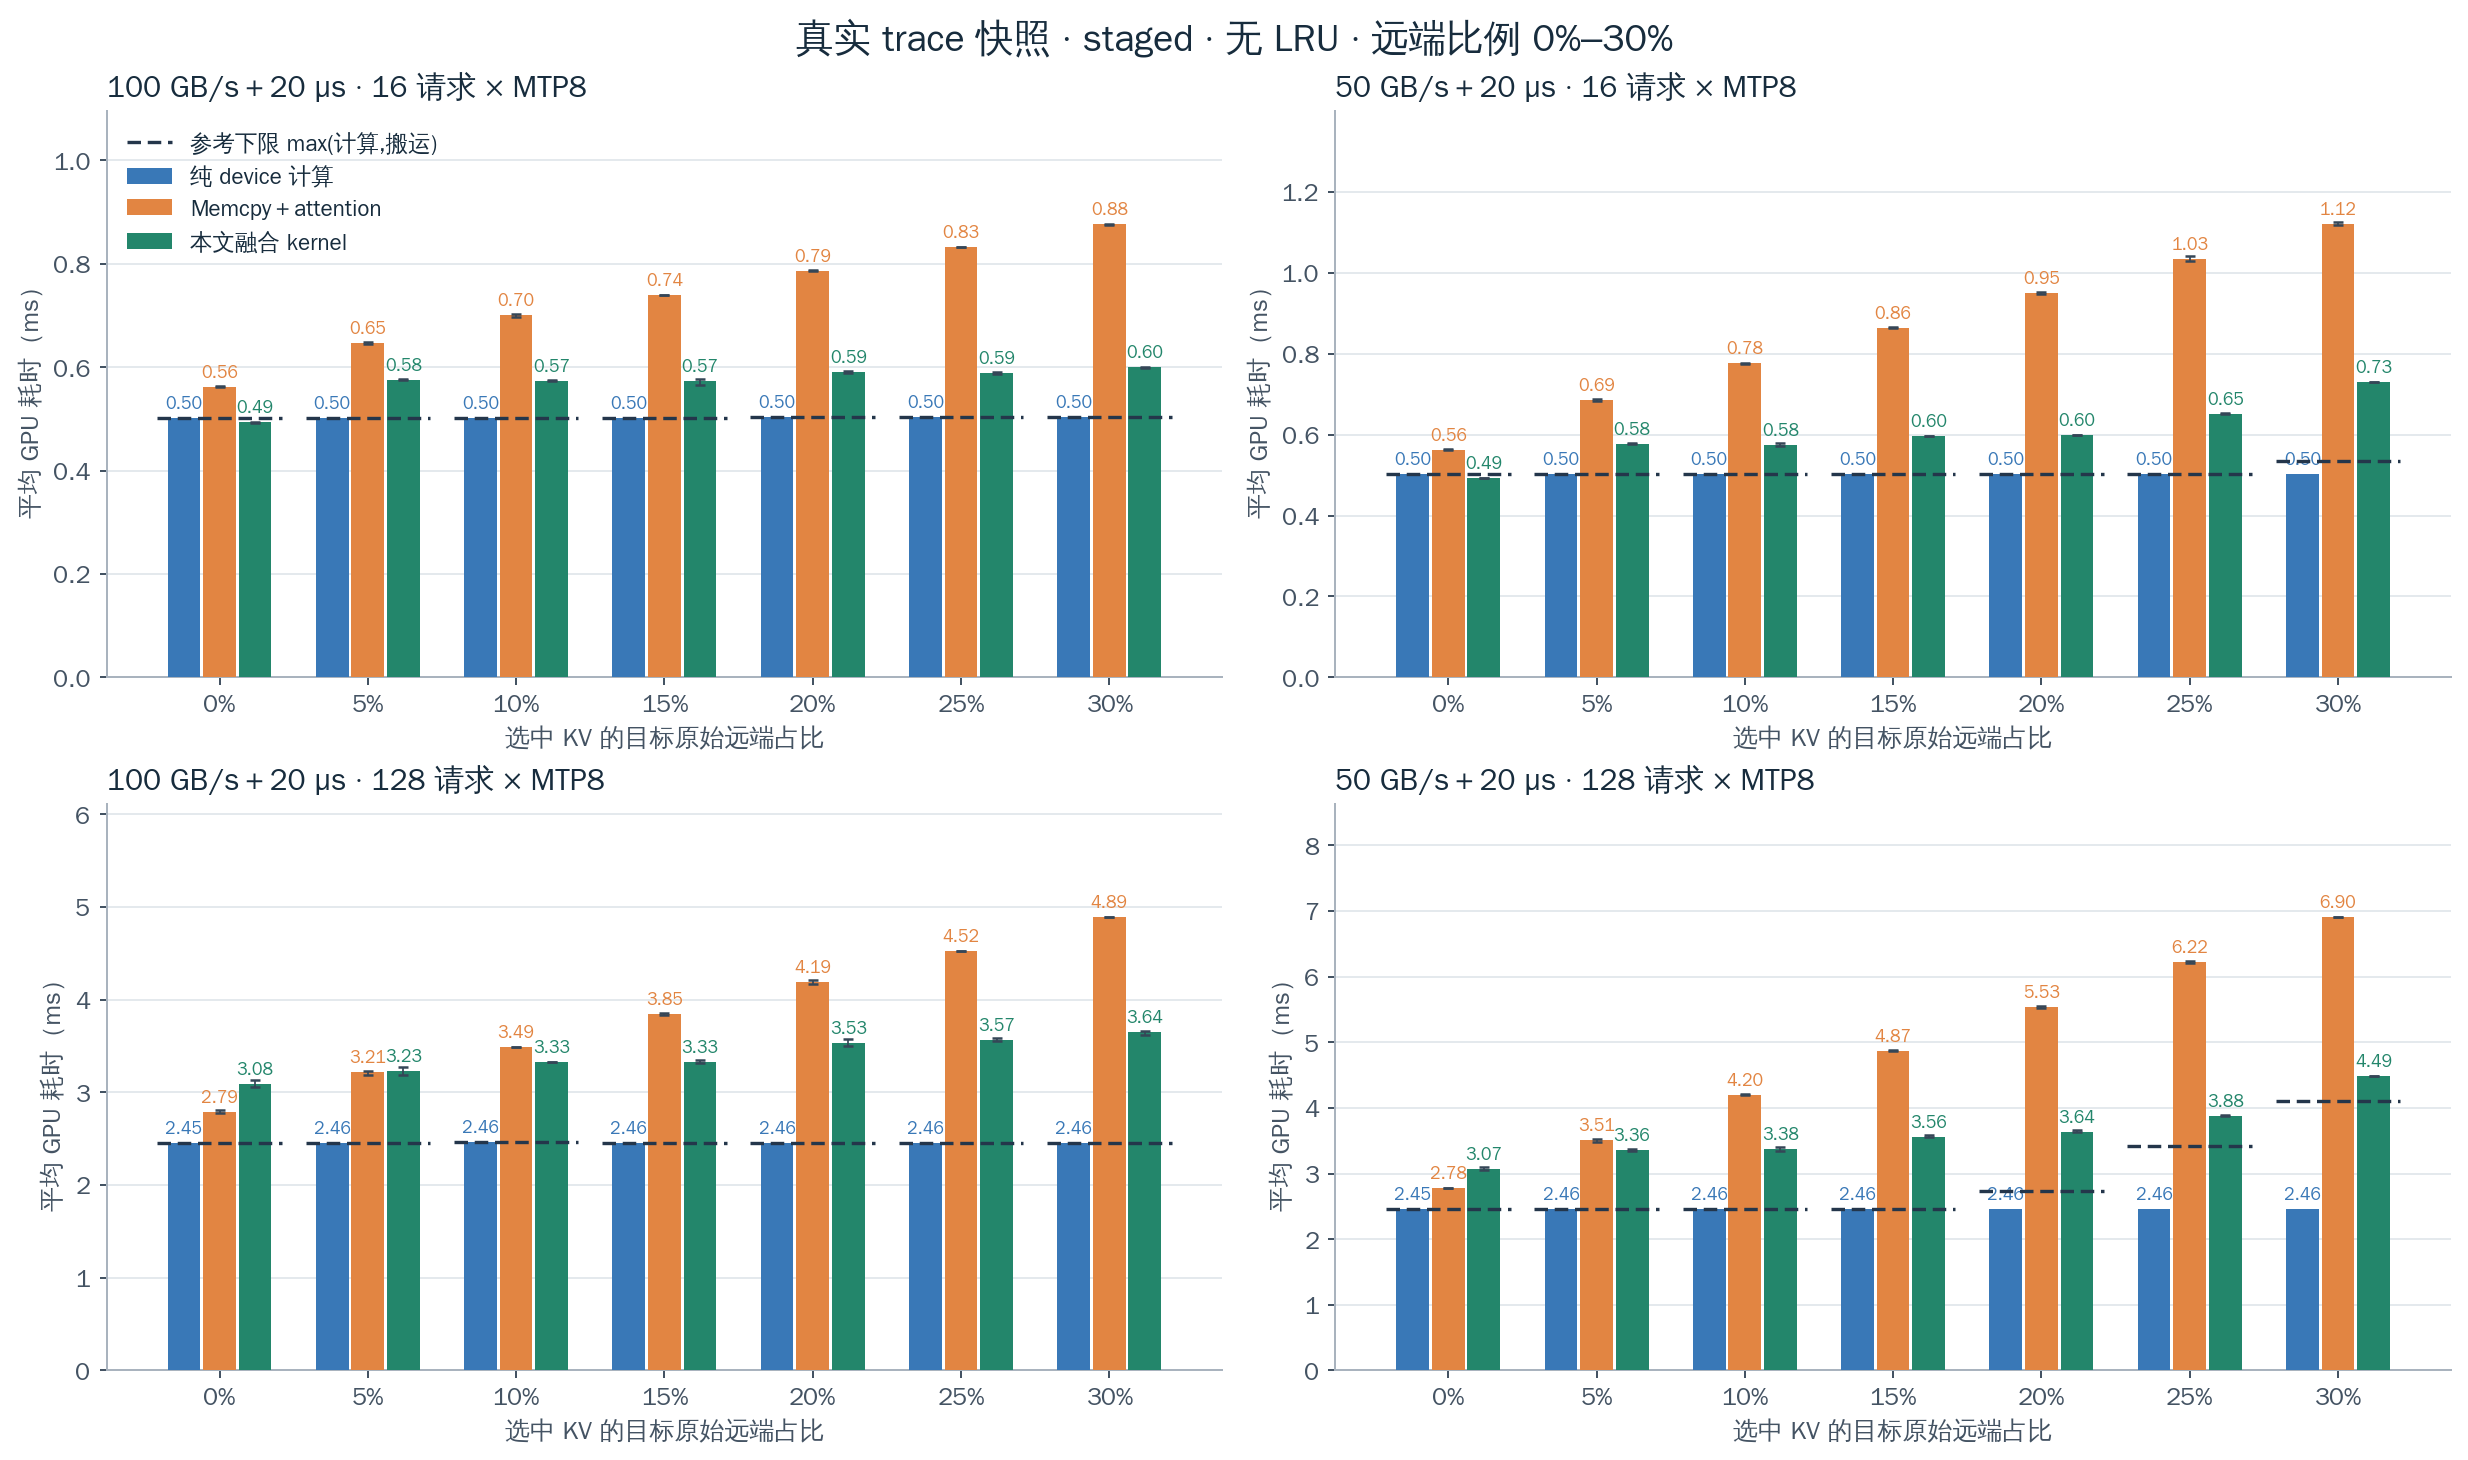 真实 trace 快照 · staged · 无 LRU · 远端比例 0%–30%
100 GB/s + 20 μs · 16 请求 × MTP8
参考下限 max(计算,搬运)
纯 device 计算
Memcpy + attention
本文融合 kernel
平均 GPU 耗时（ms）
1.0
0.8
0.6
0.4
0.2
0.0
0.50 0.56 0.49
0.50 0.65 0.58
0.50 0.70 0.57
0.50 0.74 0.57
0.50 0.79 0.59
0.50 0.83 0.59
0.50 0.88 0.60
0% 5% 10% 15% 20% 25% 30%
选中 KV 的目标原始远端占比
50 GB/s + 20 μs · 16 请求 × MTP8
平均 GPU 耗时（ms）
1.2
1.0
0.8
0.6
0.4
0.2
0.0
0.50 0.56 0.49
0.50 0.69 0.58
0.50 0.78 0.58
0.50 0.86 0.60
0.50 0.95 0.60
0.50 1.03 0.65
0.50 1.12 0.73
0% 5% 10% 15% 20% 25% 30%
选中 KV 的目标原始远端占比
100 GB/s + 20 μs · 128 请求 × MTP8
平均 GPU 耗时（ms）
6
5
4
3
2
1
0
2.45 2.79 3.08
2.46 3.21 3.23
2.46 3.49 3.33
2.46 3.85 3.33
2.46 4.19 3.53
2.46 4.52 3.57
2.46 4.89 3.64
0% 5% 10% 15% 20% 25% 30%
选中 KV 的目标原始远端占比
50 GB/s + 20 μs · 128 请求 × MTP8
平均 GPU 耗时（ms）
8
7
6
5
4
3
2
1
0
2.45 2.78 3.07
2.46 3.51 3.36
2.46 4.20 3.38
2.46 4.87 3.56
2.46 5.53 3.64
2.46 6.22 3.88
2.46 6.90 4.49
0% 5% 10% 15% 20% 25% 30%
选中 KV 的目标原始远端占比